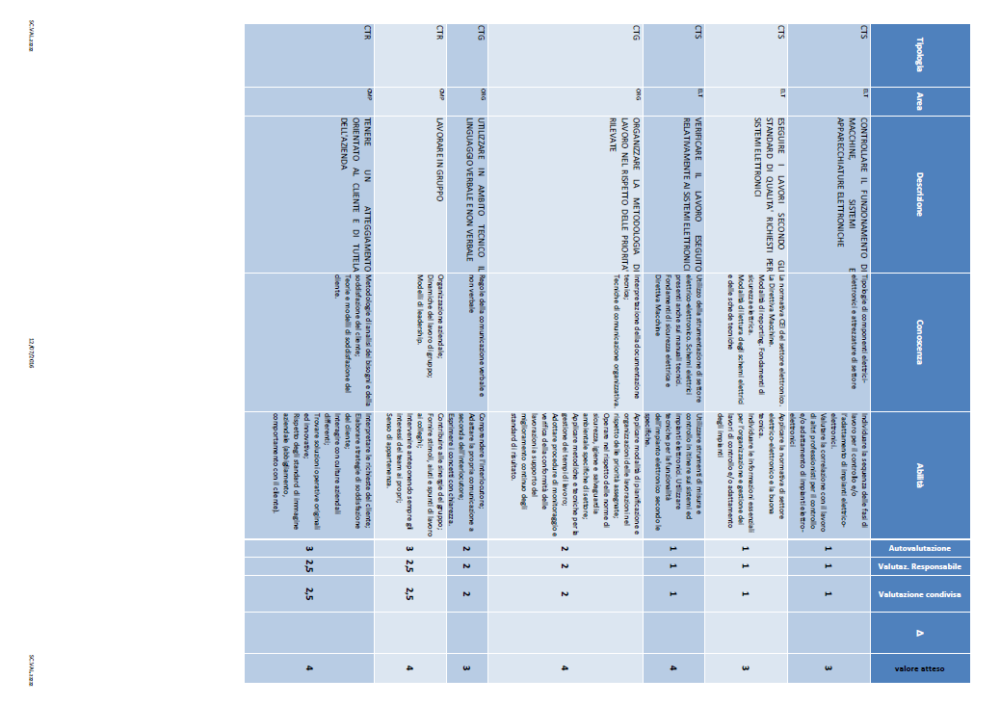 Tipologia Area Descrizione Conoscenza Abilità Autovalutazione Valutaz. Responsabile Valutazione condivisa Δ valore atteso
CTS
ELT
CONTROLLARE IL FUNZIONAMENTO DI
MACCHINE, SISTEMI E
APPARECCHIATURE ELETTRONICHE
Tipologie di componenti elettrici-
elettronici e attrezzature di settore
Individuare la sequenza delle fasi di
lavoro per il controllo e/o
l'adattamento di impianti elettrico-
elettronici.
Valutare la correlazione con il lavoro
di altri professionisti per il controllo
e/o adattamento di impianti elettro-
elettronici
1 1 1 3
CTS
ELT
ESEGUIRE I LAVORI SECONDO GLI
STANDARD DI QUALITA' RICHIESTI PER
SISTEMI ELETTRONICI
La normativa CEI del settore elettronico.
La Direttiva Macchine.
Modalità di reporting. Fondamenti di
sicurezza elettrica.
Modalità di lettura degli schemi elettrici
e delle schede tecniche
Applicare la normativa di settore
elettrico-elettronico e la buona
tecnica.
Individuare le informazioni essenziali
per l'organizzazione e gestione dei
lavori di controllo e/o adattamento
degli impianti
1 1 1 3
CTS
ELT
VERIFICARE IL LAVORO ESEGUITO
RELATIVAMENTE AI SISTEMI ELETTRONICI
Utilizzo della strumentazione di settore
elettrico-elettronico. Schemi elettrici
presenti anche sui manuali tecnici.
Fondamenti di sicurezza elettrica e
Direttiva Macchine
Utilizzare strumenti di misura e
controllo in itinere sui sistemi ed
impianti elettronici. Utilizzare
tecniche per la funzionalità
dell'impianto elettronico secondo le
specifiche.
1 1 1 4
CTG
ORG
ORGANIZZARE LA METODOLOGIA DI
LAVORO NEL RISPETTO DELLE PRIORITA'
RILEVATE
Interpretazione della documentazione
tecnica;
Tecniche di comunicazione organizzativa.
Applicare modalità di pianificazione e
organizzazioni delle lavorazioni nel
rispetto delle priorità assegnata;
Operare nel rispetto delle norme di
sicurezza, igiene e salveguardia
ambientale specifiche di settore;
Applicare metodiche e tecniche per la
gestione dei tempi di lavoro;
Adottare procedure di monitoraggio e
verifica della conformità delle
lavorazioni a supporto del
miglioramento continuo degli
standard di risultato.
2 2 2 4
CTG
ORG
UTILIZZARE IN AMBITO TECNICO IL
LINGUAGGIO VERBALE E NON VERBALE
Regole della comunicazione verbale e
non verbale
Comprendere l'interlocutore;
Adattare la propria comunicazione a
seconda dell'interlocutore;
Esprimere i concetti con chiarezza.
2 2 2 3
CTR
CMP
LAVORARE IN GRUPPO
Organizzazione aziendale;
Dinamiche del lavoro di gruppo;
Modelli di leadership.
Contribuire alle sinergie del gruppo;
Fornire stimoli, aiuti e spunti di lavoro
ai colleghi;
Intervenire anteponendo sempre gli
interessi del team ai propri;
Senso di appartenenza.
3 2,5 2,5 4
CTR
CMP
TENERE UN ATTEGGIAMENTO
ORIENTATO AL CLIENTE E DI TUTELA
DELL'AZIENDA
Metodologie di analisi dei bisogni e della
soddisfazione del cliente;
Teorie e modelli di soddisfazione del
cliente.
Interpretare le richieste del cliente;
Elaborare strategie di soddisfazione
del cliente;
Interagire con culture aziendali
differenti;
Trovare soluzioni operative originali
ed innovative;
Rispetto degli standard di immagine
aziendale (abbigliamento,
comportamento con il cliente).
3 2,5 2,5 4